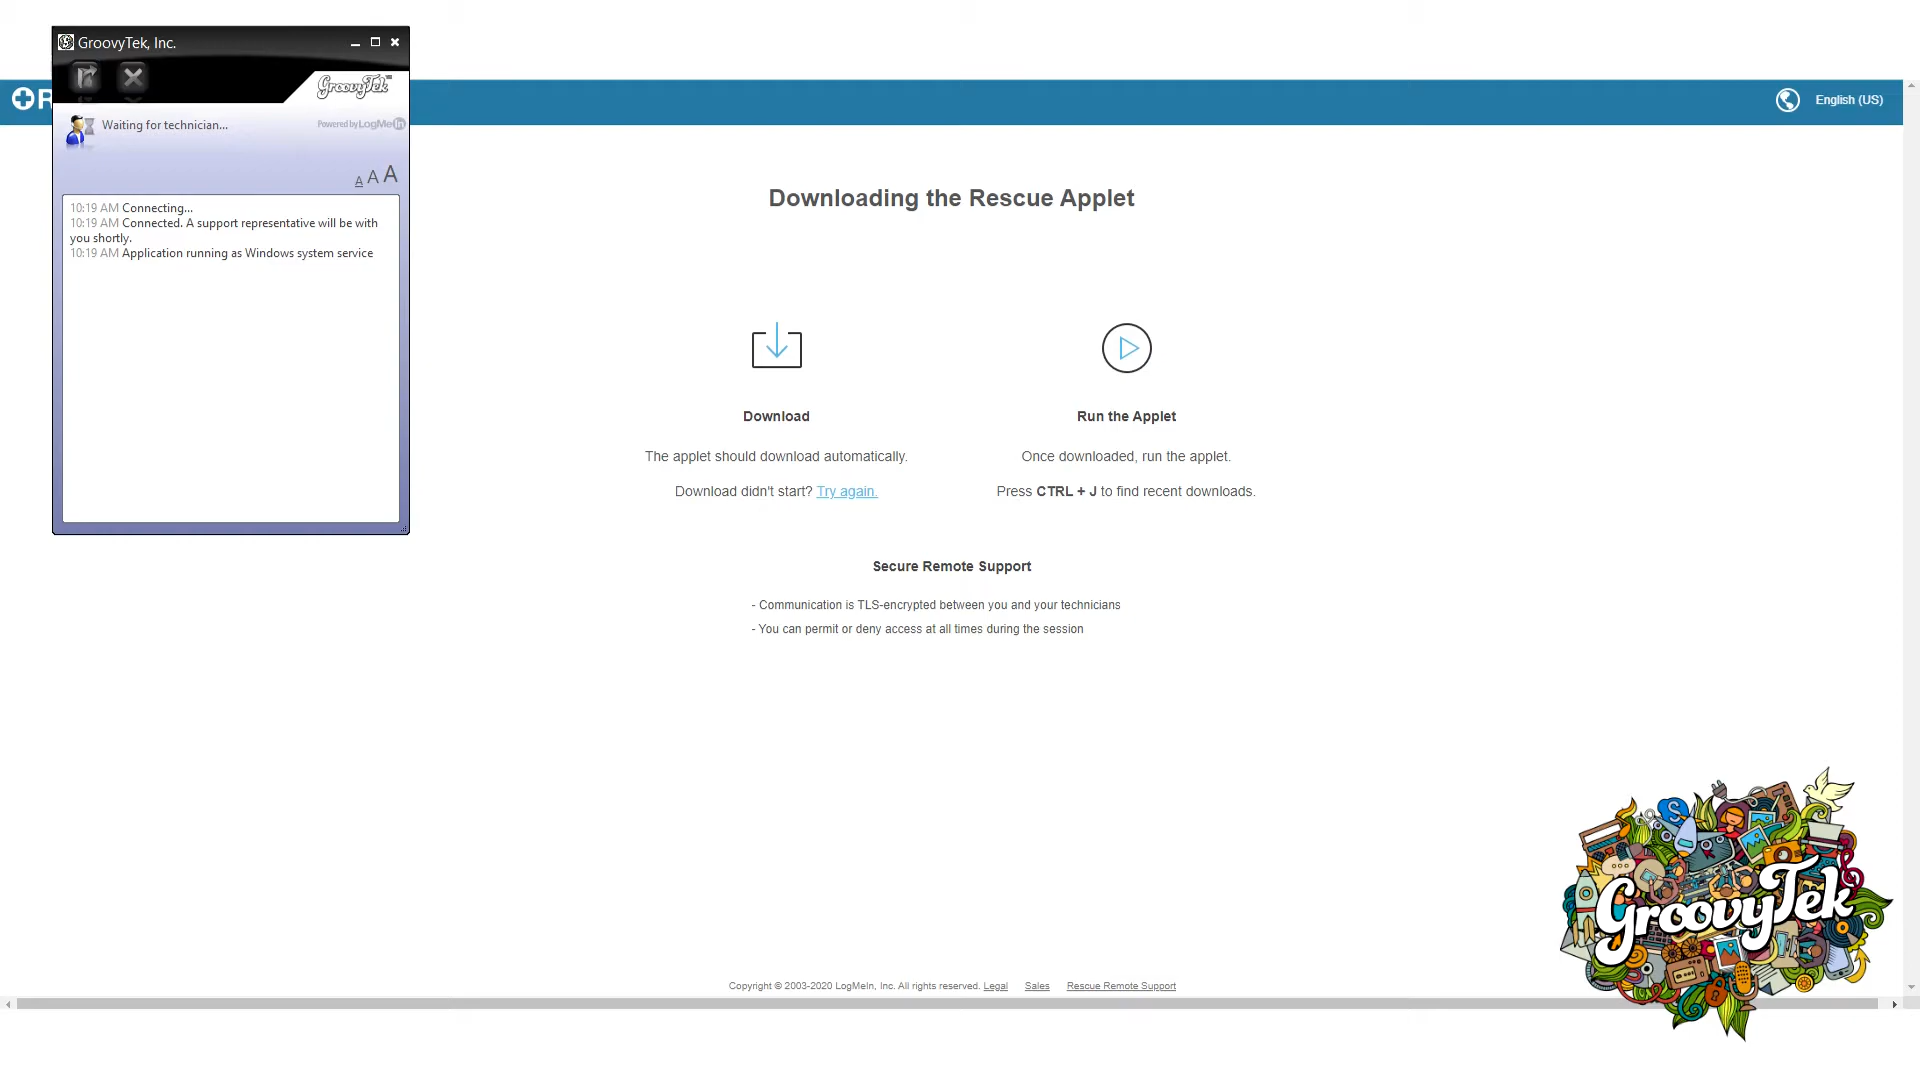 GroovyTek, Inc.
GroovyTek™
Waiting for technician...
Powered by LogMeIn
A A A
10:19 AM Connecting...
10:19 AM Connected. A support representative will be with
you shortly.
10:19 AM Application running as Windows system service
R
English (US)
Downloading the Rescue Applet
Download
The applet should download automatically.
Download didn't start? Try again.
Run the Applet
Once downloaded, run the applet.
Press CTRL + J to find recent downloads.
Secure Remote Support
- Communication is TLS-encrypted between you and your technicians
- You can permit or deny access at all times during the session
GroovyTek
Copyright © 2003-2020 LogMeIn, Inc. All rights reserved. Legal Sales Rescue Remote Support